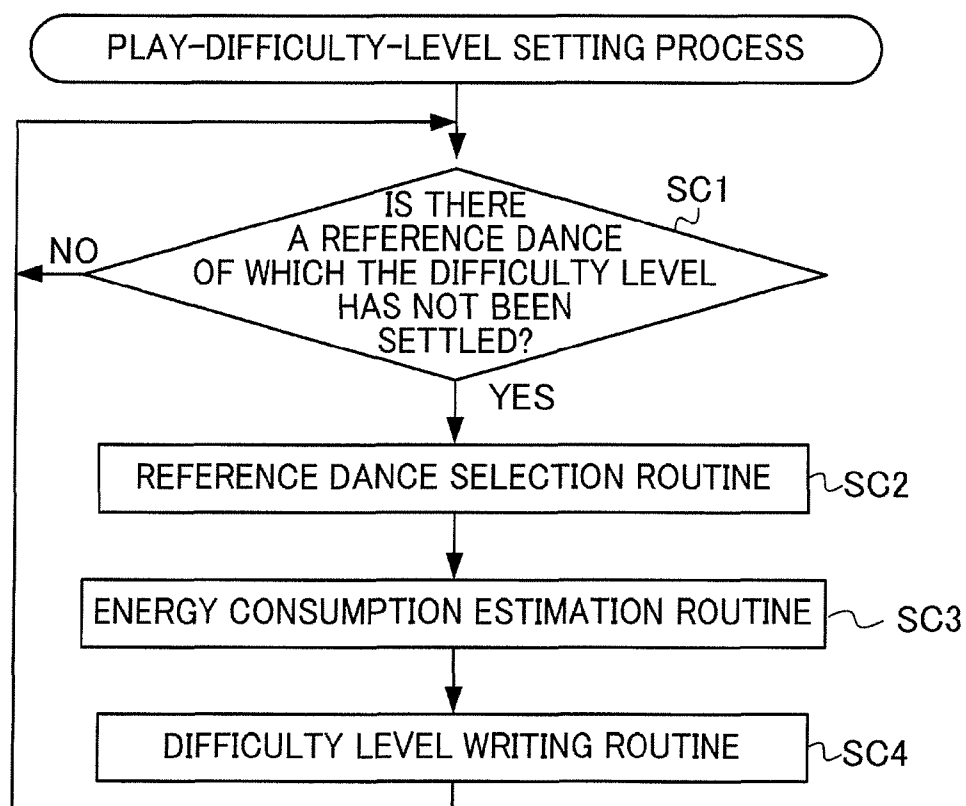 PLAY-DIFFICULTY-LEVEL SETTING PROCESS
SC1
IS THERE
A REFERENCE DANCE
NO
OF WHICH THE DIFFICULTY LEVEL
HAS NOT BEEN
SETTLED?
YES
REFERENCE DANCE SELECTION ROUTINE
SC2
ENERGY CONSUMPTION ESTIMATION ROUTINE
SC3
DIFFICULTY LEVEL WRITING ROUTINE
SC4